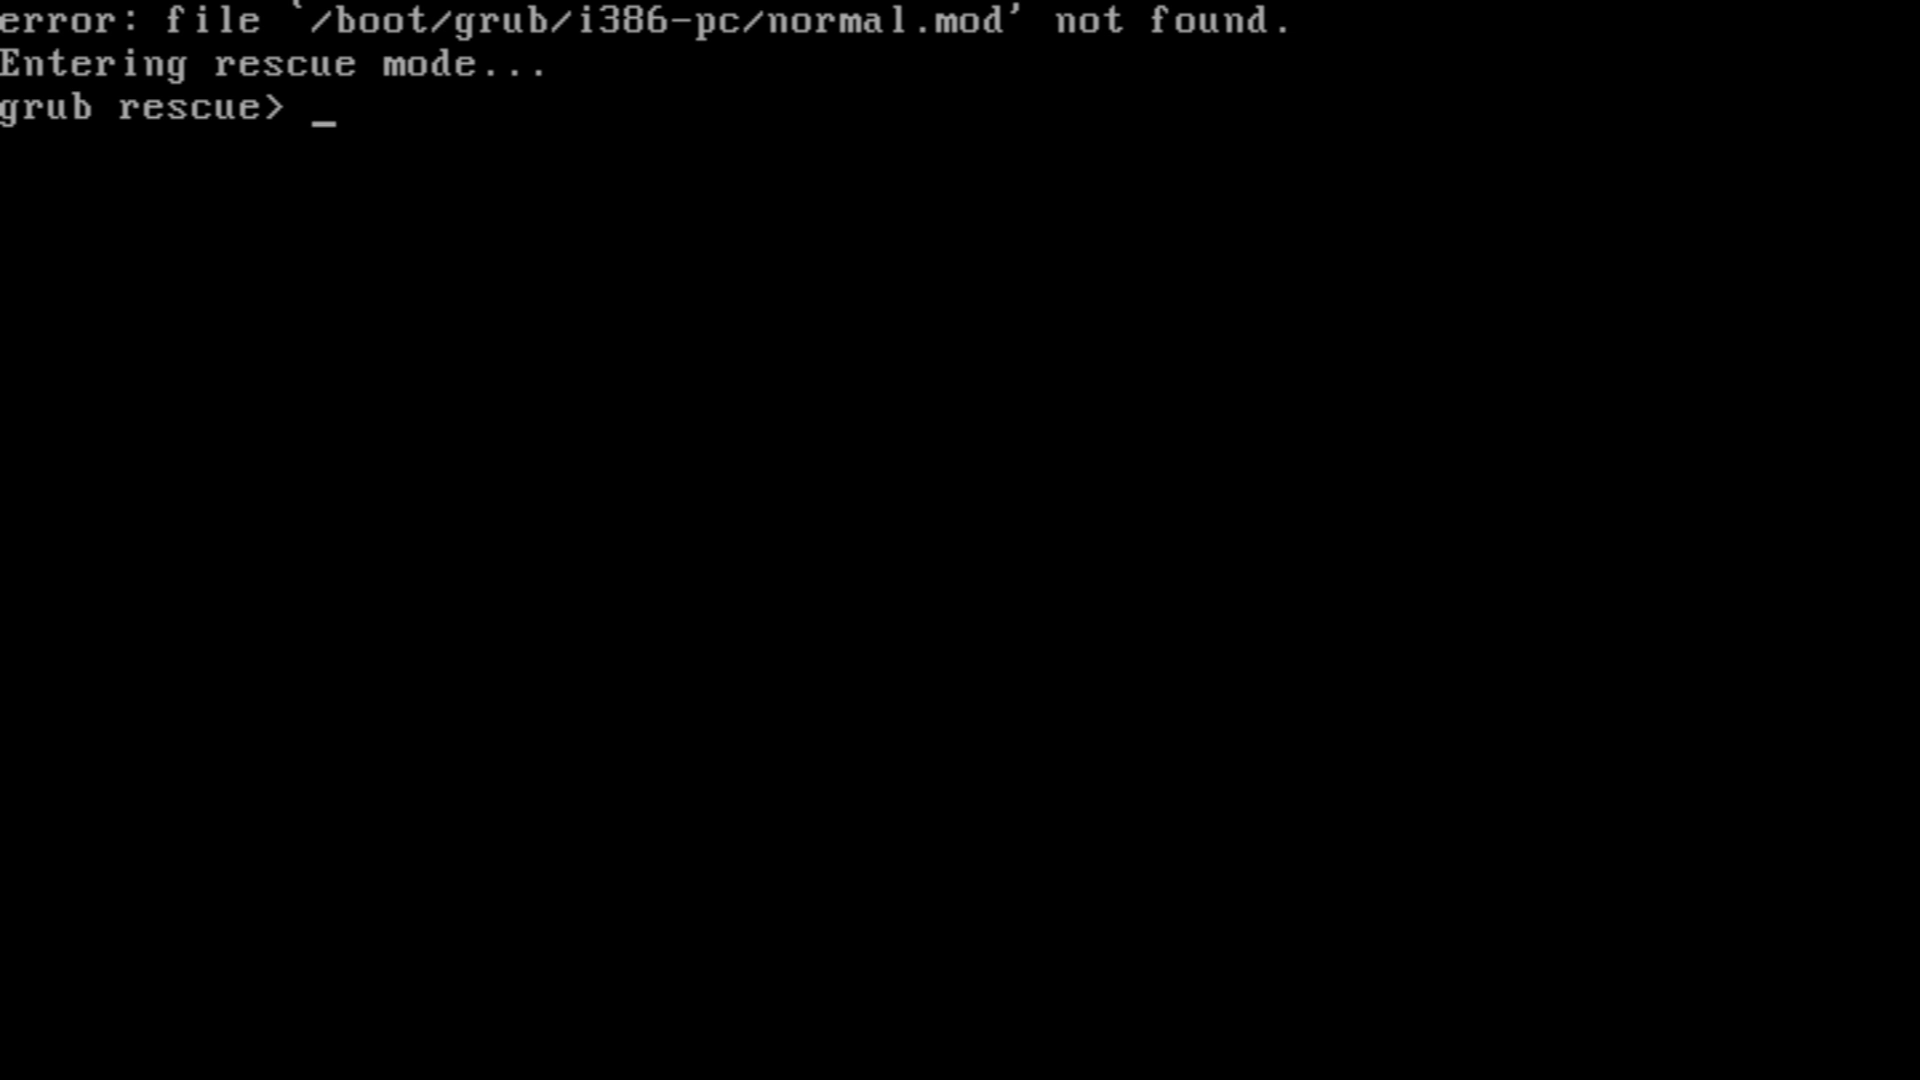 error: file `/boot/grub/i386-pc/normal.mod' not found.
Entering rescue mode...
grub rescue> _